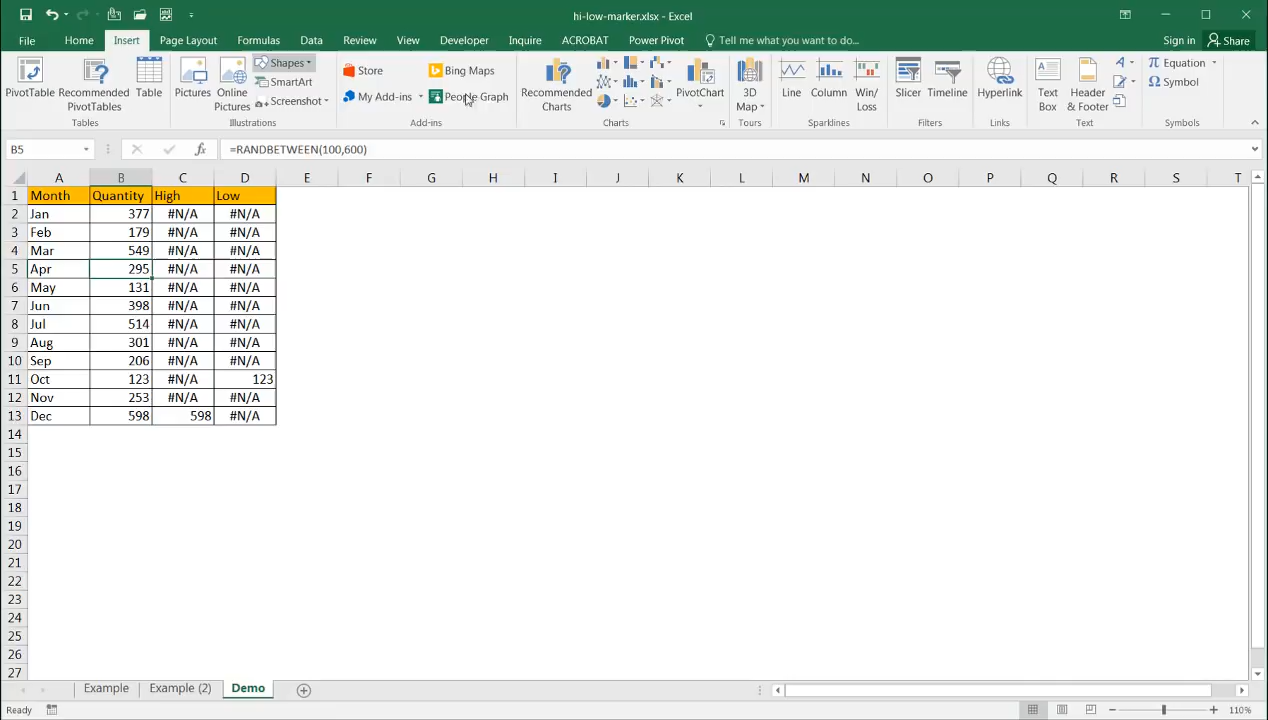 hi-low-marker.xlsx - Excel
File Home Insert Page Layout Formulas Data Review View Developer Inquire ACROBAT Power Pivot Tell me what you want to do... Sign in Share
PivotTable
Recommended PivotTables
Table
Tables
Pictures
Online Pictures
Shapes
SmartArt
Screenshot
Illustrations
Store
My Add-ins
Bing Maps
People Graph
Add-ins
Recommended Charts
PivotChart
Charts
3D Map
Tours
Line
Column
Win/ Loss
Sparklines
Slicer
Timeline
Filters
Hyperlink
Links
Text Box
Header & Footer
Text
Equation
Symbol
Symbols
B5 fx =RANDBETWEEN(100,600)
A B C D E F G H I J K L M N O P Q R S T
1 Month Quantity High Low
2 Jan 377 #N/A #N/A
3 Feb 179 #N/A #N/A
4 Mar 549 #N/A #N/A
5 Apr 295 #N/A #N/A
6 May 131 #N/A #N/A
7 Jun 398 #N/A #N/A
8 Jul 514 #N/A #N/A
9 Aug 301 #N/A #N/A
10 Sep 206 #N/A #N/A
11 Oct 123 #N/A 123
12 Nov 253 #N/A #N/A
13 Dec 598 598 #N/A
14
15
16
17
18
19
20
21
22
23
24
25
26
27
Example Example (2) Demo
Ready 110%